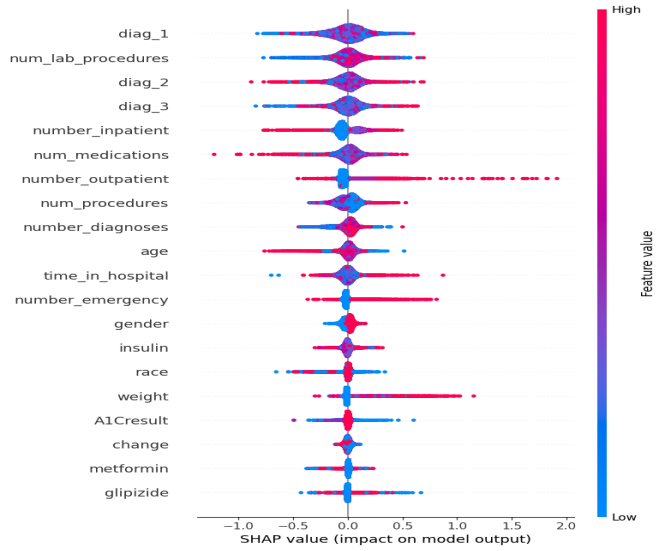 High
diag_1
num_lab_procedures
diag_2
diag_3
number_inpatient
num_medications
number_outpatient
num_procedures
number_diagnoses
age
time_in_hospital
number_emergency
gender
insulin
race
weight
A1Cresult
change
metformin
glipizide
Feature value
Low
−1.0 −0.5 0.0 0.5 1.0 1.5 2.0
SHAP value (impact on model output)